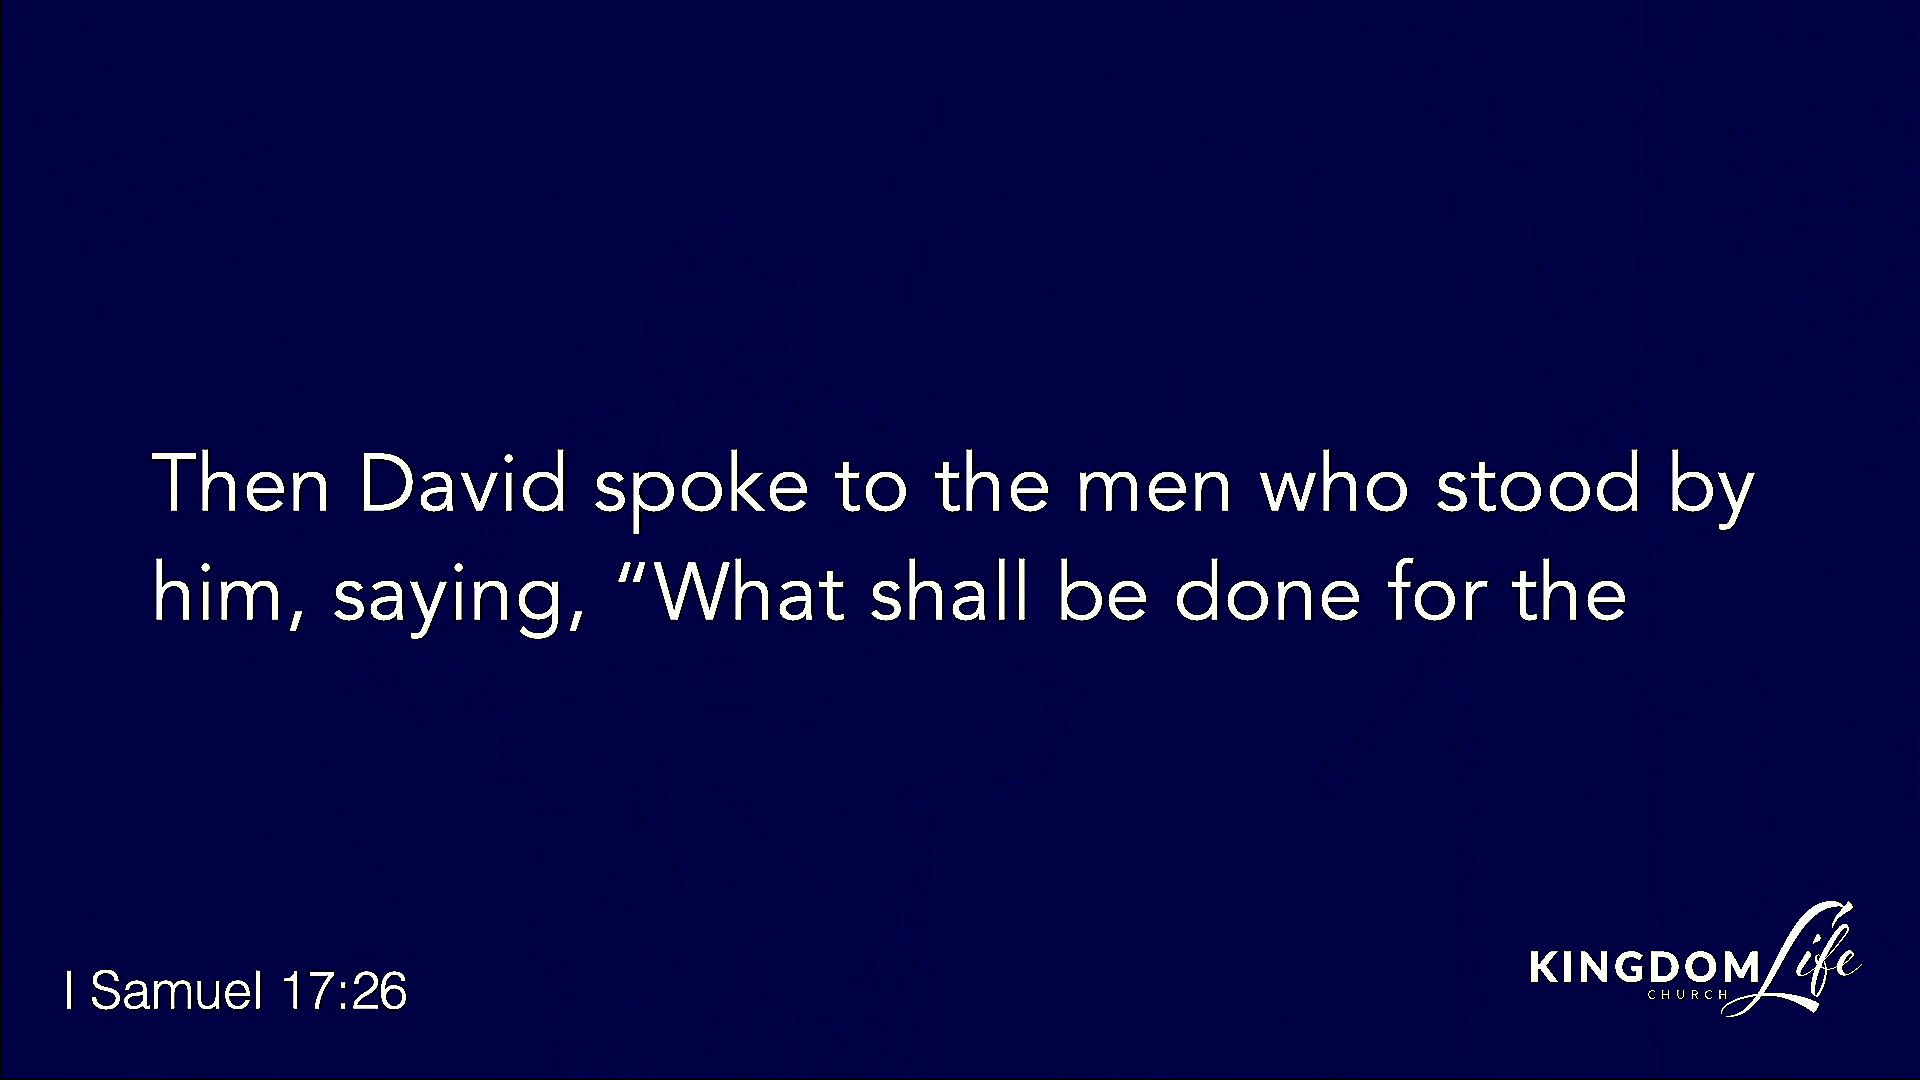 Then David spoke to the men who stood by
him, saying, “What shall be done for the
I Samuel 17:26
KINGDOM Life
CHURCH